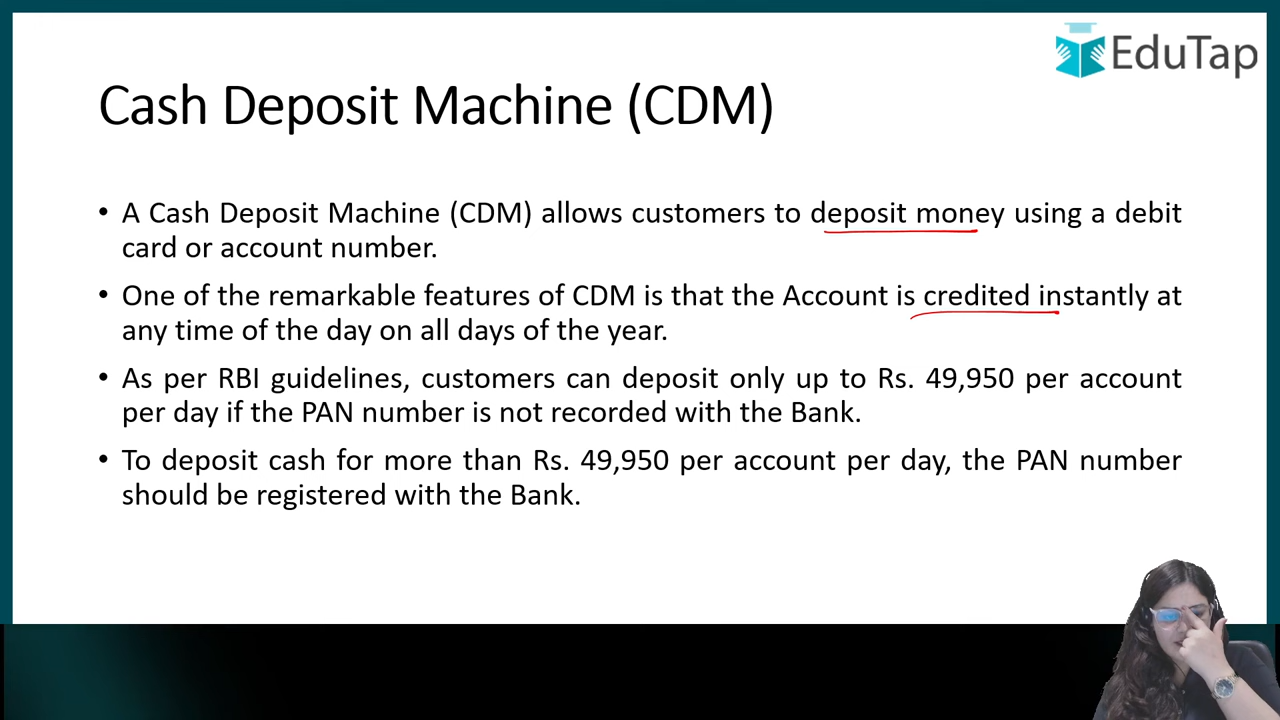 EduTap
Cash Deposit Machine (CDM)
• A Cash Deposit Machine (CDM) allows customers to deposit money using a debit
card or account number.
• One of the remarkable features of CDM is that the Account is credited instantly at
any time of the day on all days of the year.
• As per RBI guidelines, customers can deposit only up to Rs. 49,950 per account
per day if the PAN number is not recorded with the Bank.
• To deposit cash for more than Rs. 49,950 per account per day, the PAN number
should be registered with the Bank.